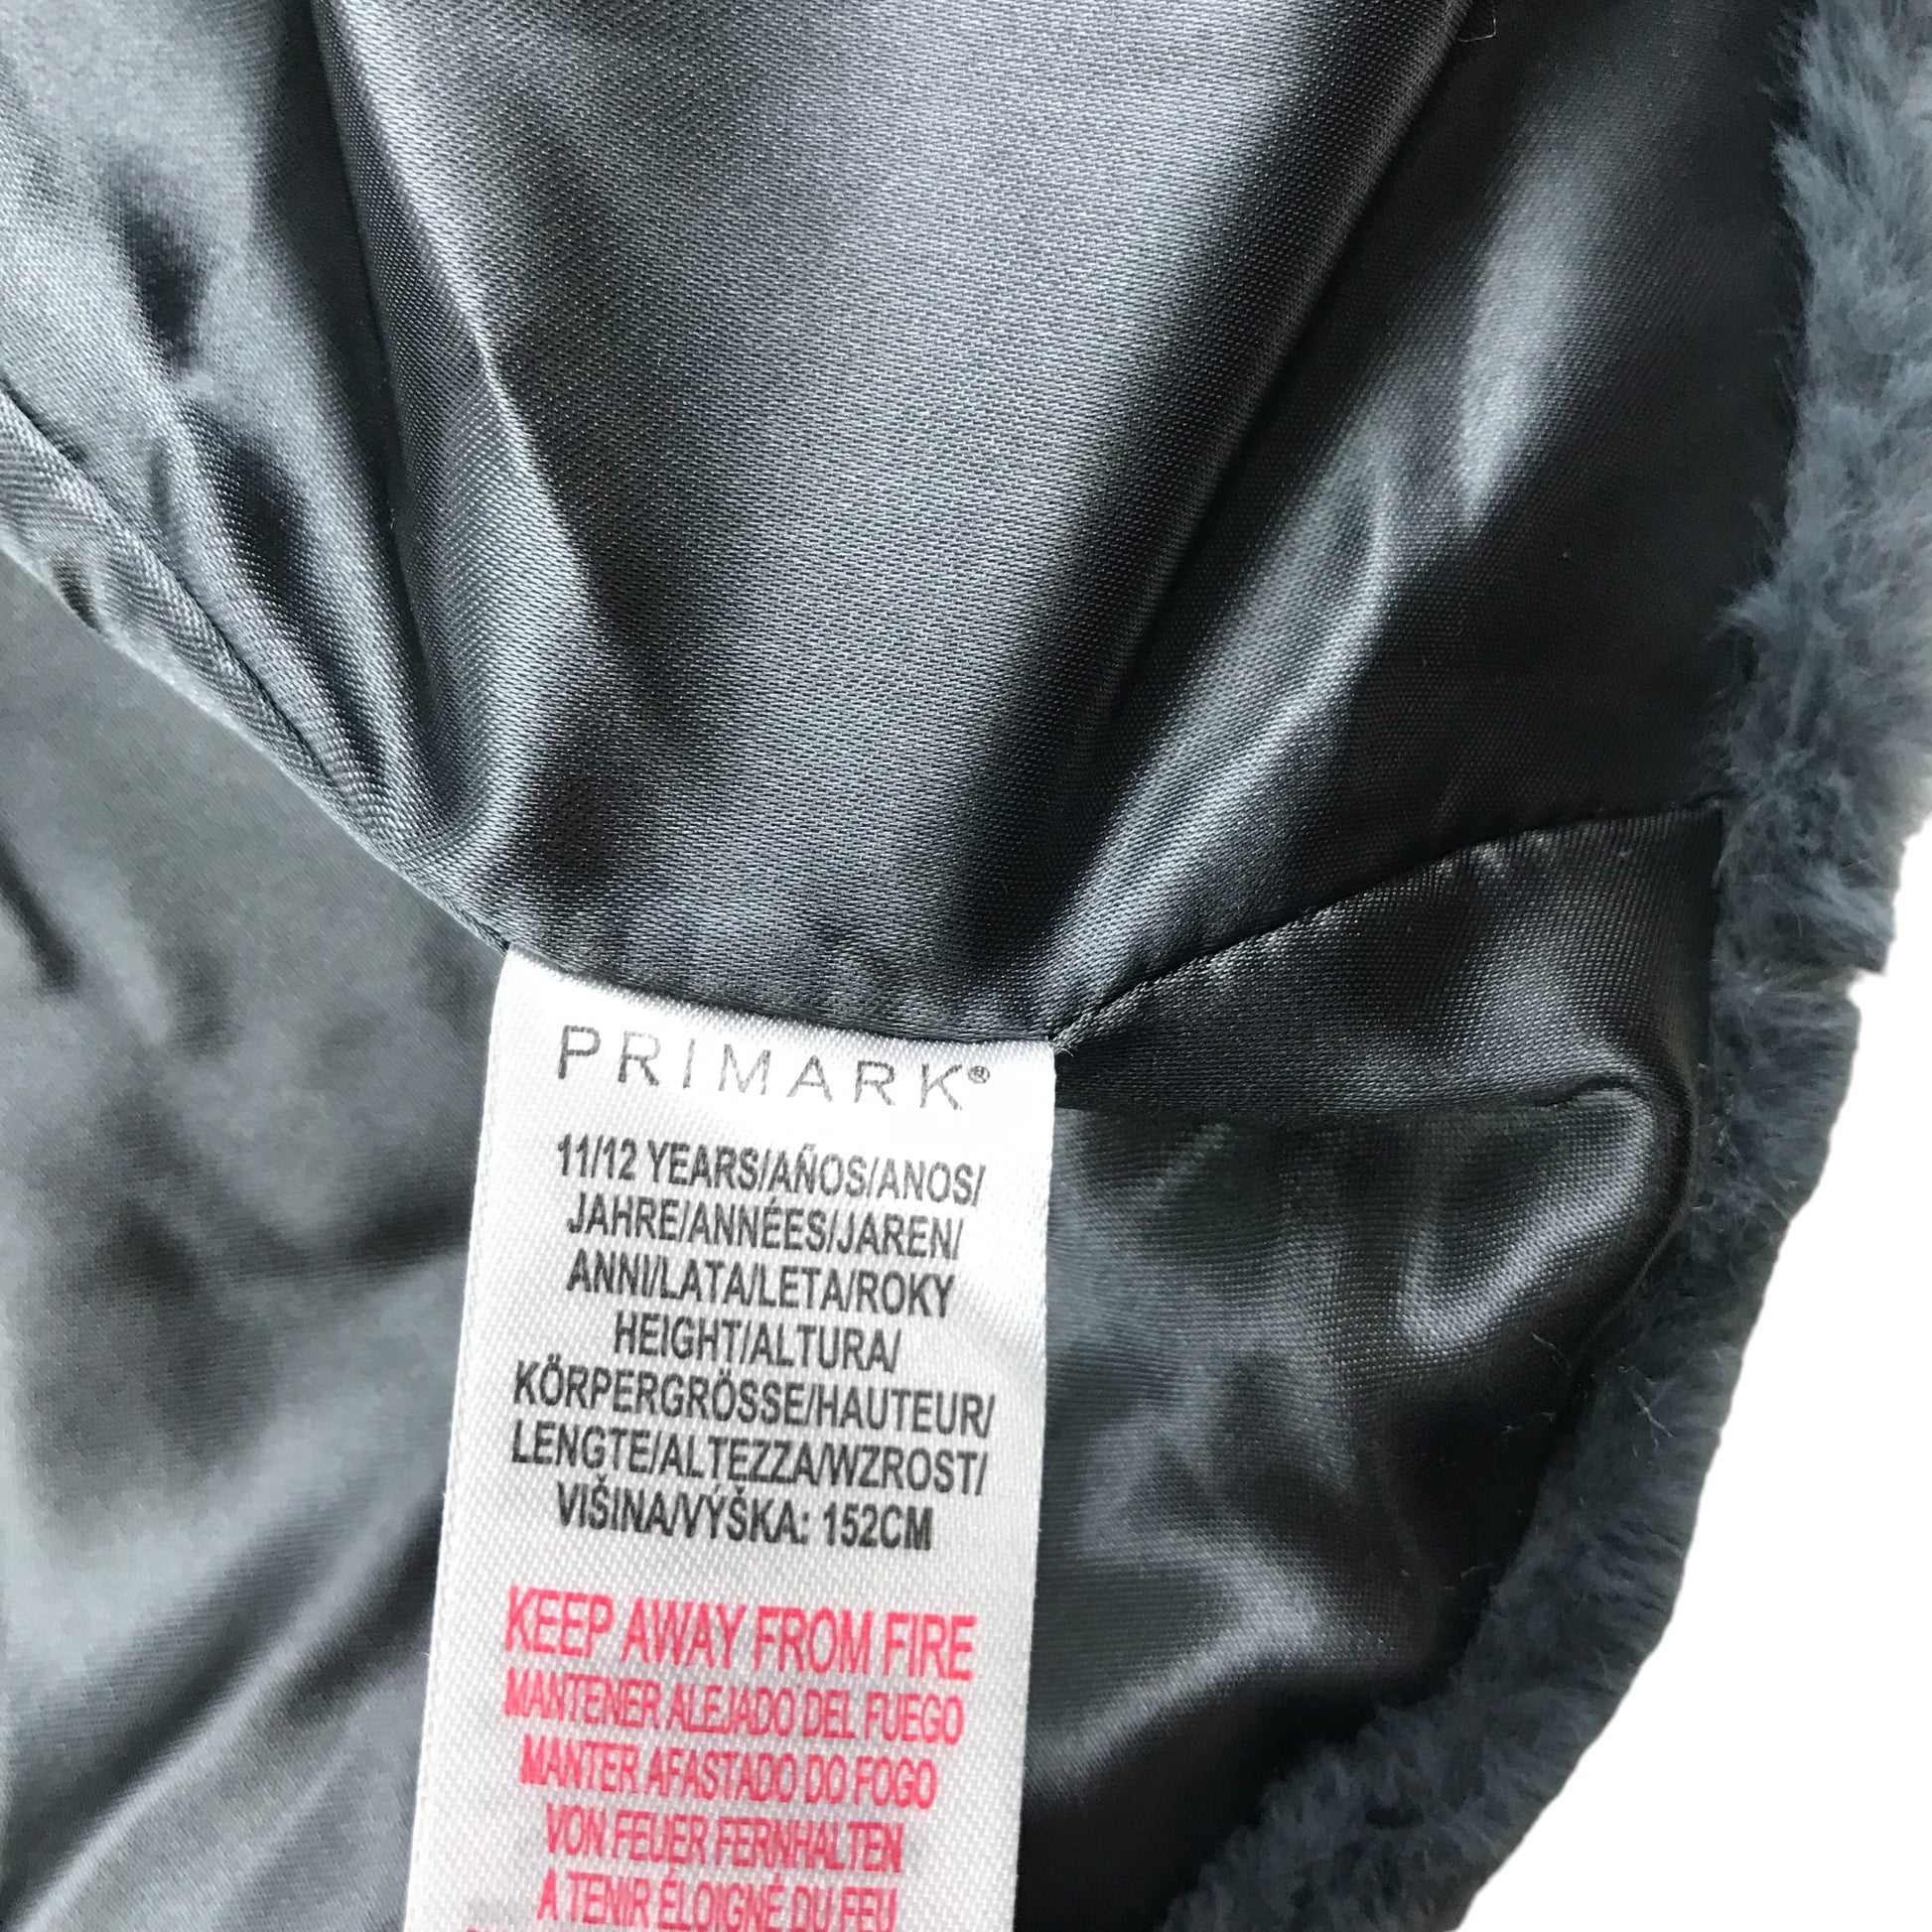 PRIMARK®
11/12 YEARS/AÑOS/ANOS/
JAHRE/ANNÉES/JAREN/
ANNI/LATA/LETA/ROKY
HEIGHT/ALTURA/
KÖRPERGRÖSSE/HAUTEUR/
LENGTE/ALTEZZA/WZROST/
VIŠINA/VÝŠKA: 152CM
KEEP AWAY FROM FIRE
MANTENER ALEJADO DEL FUEGO
MANTER AFASTADO DO FOGO
VON FEUER FERNHALTEN
A TENIR ÉLOIGNÉ DU FEU